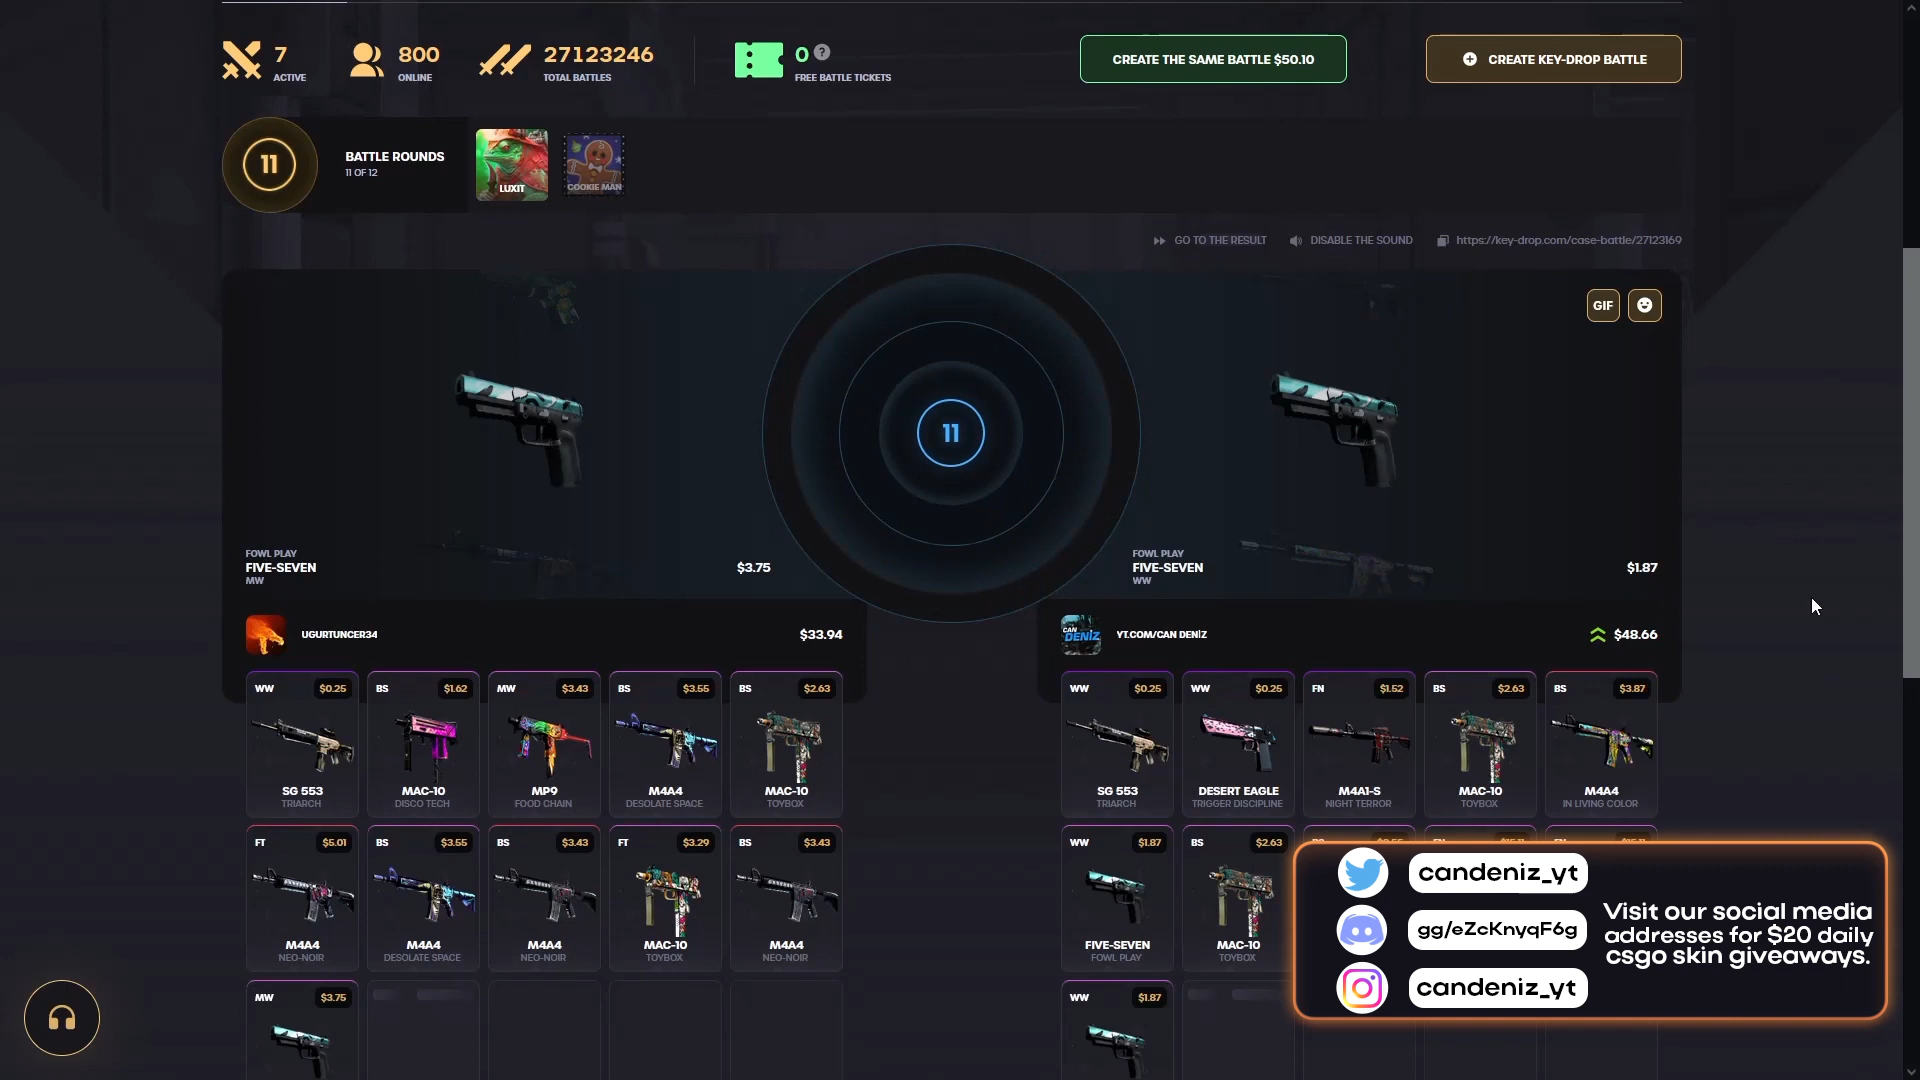 7
ACTIVE
800
ONLINE
27123246
TOTAL BATTLES
0 ?
FREE BATTLE TICKETS
CREATE THE SAME BATTLE $50.10
CREATE KEY-DROP BATTLE
11
BATTLE ROUNDS
11 OF 12
LUXIT
COOKIE MAN
GO TO THE RESULT
DISABLE THE SOUND
https://key-drop.com/case-battle/27123169
GIF
11
FOWL PLAY
FIVE-SEVEN
MW
$3.75
FOWL PLAY
FIVE-SEVEN
WW
$1.87
UGURTUNCER34
$33.94
YT.COM/CAN DENİZ
$48.66
CAN
DENİZ
WW $0.25
SG 553
TRIARCH
BS $1.62
MAC-10
DISCO TECH
MW $3.43
MP9
FOOD CHAIN
BS $3.55
M4A4
DESOLATE SPACE
BS $2.63
MAC-10
TOYBOX
WW $0.25
SG 553
TRIARCH
WW $0.25
DESERT EAGLE
TRIGGER DISCIPLINE
FN $1.52
M4A1-S
NIGHT TERROR
BS $2.63
MAC-10
TOYBOX
BS $3.87
M4A4
IN LIVING COLOR
FT $5.01
M4A4
NEO-NOIR
BS $3.55
M4A4
DESOLATE SPACE
BS $3.43
M4A4
NEO-NOIR
FT $3.29
MAC-10
TOYBOX
BS $3.43
M4A4
NEO-NOIR
WW $1.87
FIVE-SEVEN
FOWL PLAY
BS $2.63
MAC-10
TOYBOX
MW $3.75
WW $1.87
candeniz_yt
gg/eZcKnyqF6g
candeniz_yt
Visit our social media
addresses for $20 daily
csgo skin giveaways.